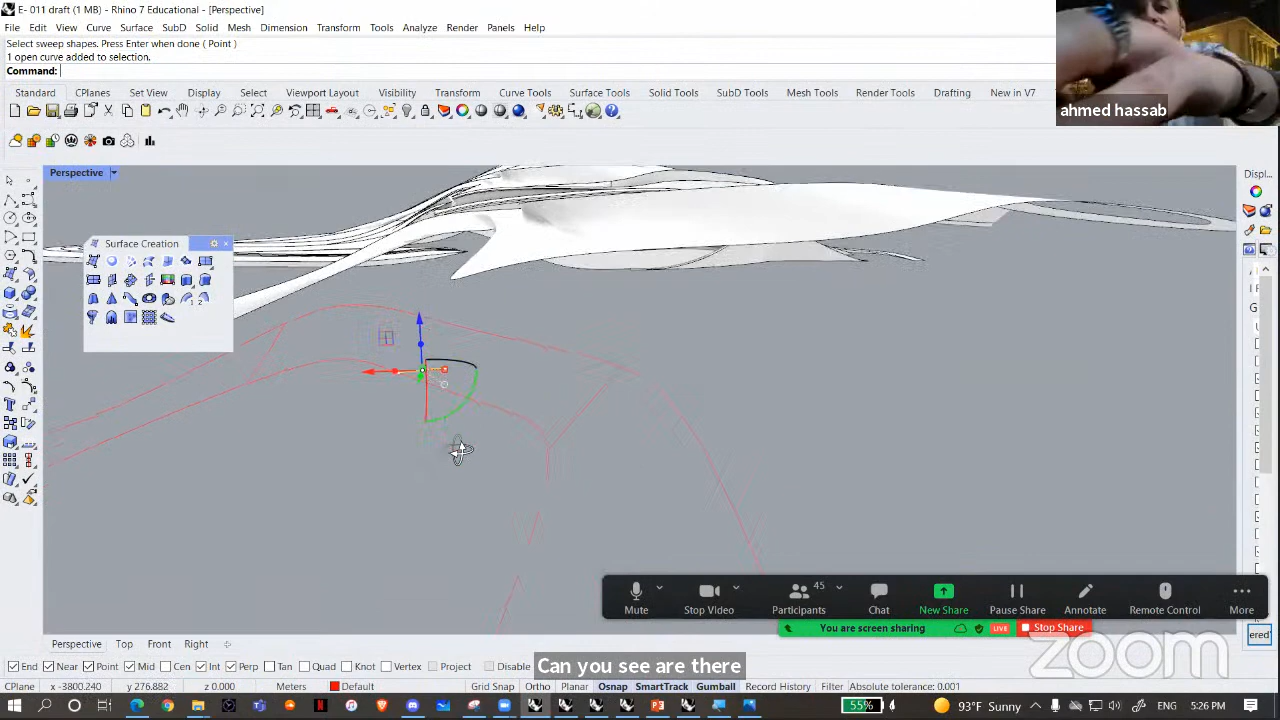 E- 011 draft (1 MB) - Rhino 7 Educational - [Perspective]
File Edit View Curve Surface SubD Solid Mesh Dimension Transform Tools Analyze Render Panels Help
Select sweep shapes. Press Enter when done ( Point )
1 open curve added to selection.
Command:
Standard CPlanes Set View Display Select Viewport Layout Visibility Transform Curve Tools Surface Tools Solid Tools SubD Tools Mesh Tools Render Tools Drafting New in V7
ahmed hassab
Perspective
Displ...
Surface Creation
Mute Stop Video Participants 45 Chat New Share Pause Share Annotate Remote Control More
You are screen sharing LIVE Stop Share
ered'
Perspective Top Front Right
zoom
End Near Point Mid Cen Int Perp Tan Quad Knot Vertex Project Disable
Can you see are there
CPlane x -3800.240 y 276.882 z 0.000 Meters Default Grid Snap Ortho Planar Osnap SmartTrack Gumball Record History Filter Absolute tolerance: 0.001
55% 93°F Sunny 5:26 PM